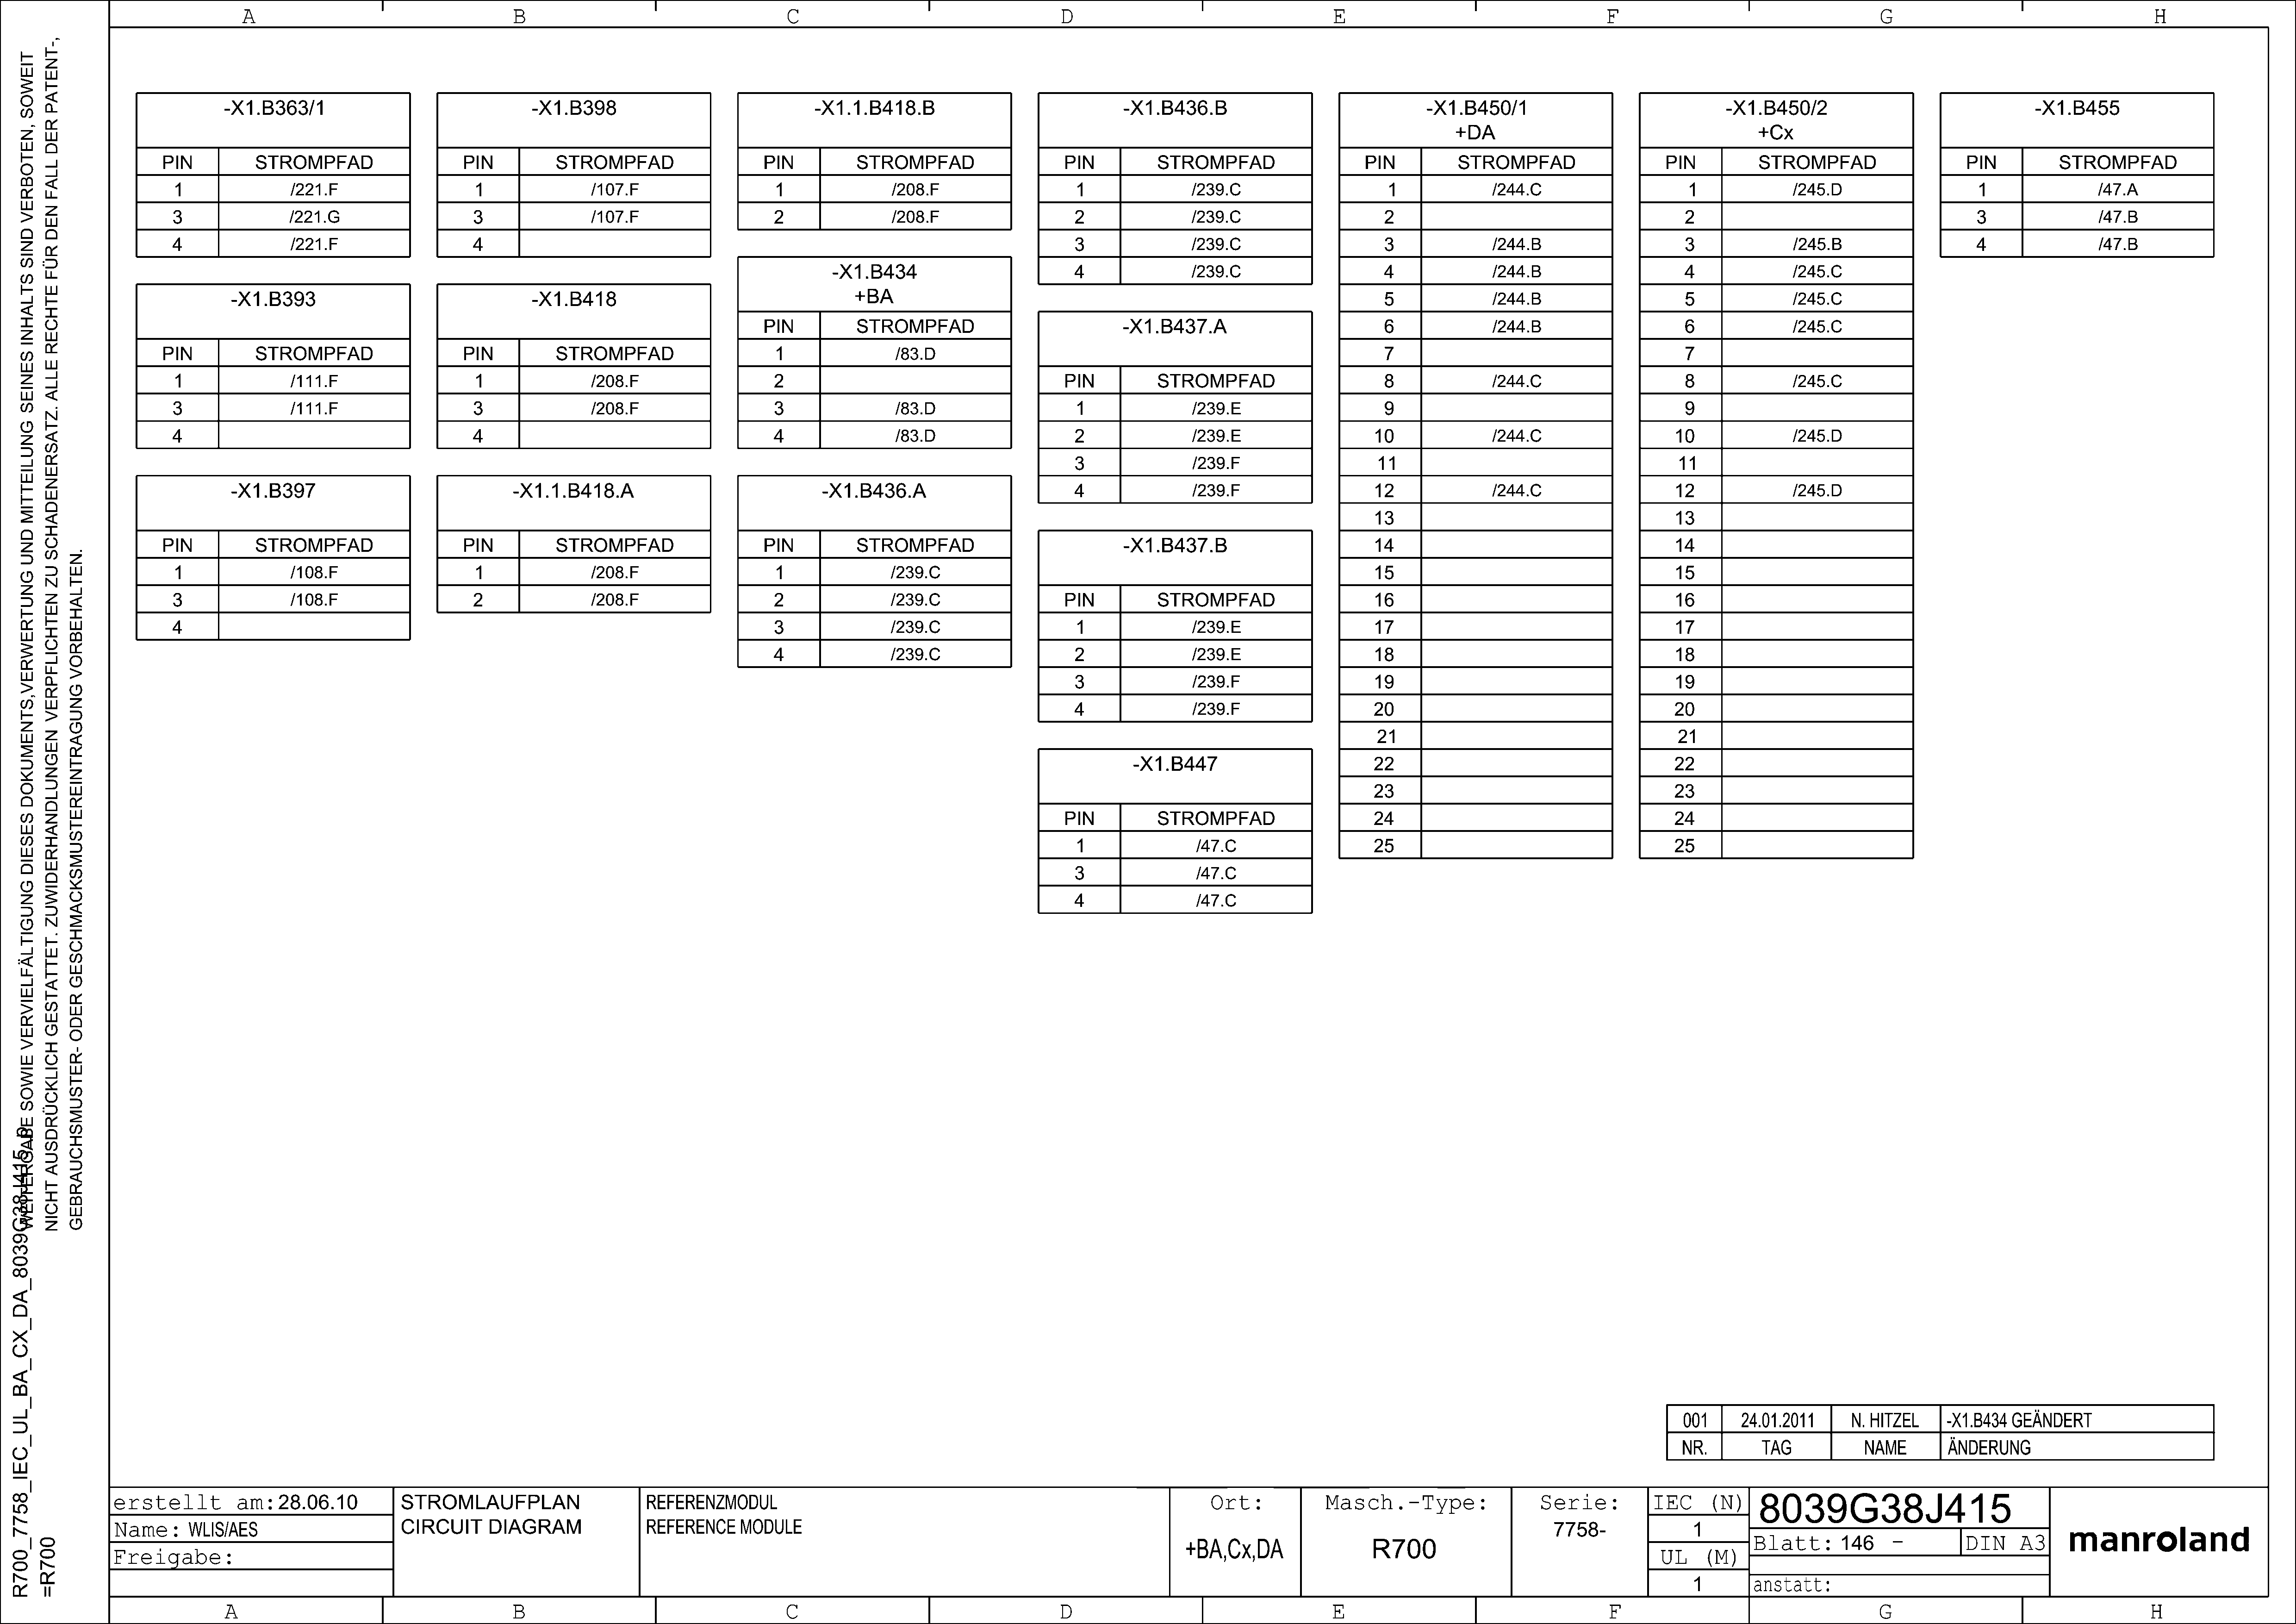 A B C D E F G H
-X1.B363/1
PIN STROMPFAD
1 /221.F
3 /221.G
4 /221.F
-X1.B393
PIN STROMPFAD
1 /111.F
3 /111.F
4
-X1.B397
PIN STROMPFAD
1 /108.F
3 /108.F
4
-X1.B398
PIN STROMPFAD
1 /107.F
3 /107.F
4
-X1.B418
PIN STROMPFAD
1 /208.F
3 /208.F
4
-X1.1.B418.A
PIN STROMPFAD
1 /208.F
2 /208.F
-X1.1.B418.B
PIN STROMPFAD
1 /208.F
2 /208.F
-X1.B434
+BA
PIN STROMPFAD
1 /83.D
2
3 /83.D
4 /83.D
-X1.B436.A
PIN STROMPFAD
1 /239.C
2 /239.C
3 /239.C
4 /239.C
-X1.B436.B
PIN STROMPFAD
1 /239.C
2 /239.C
3 /239.C
4 /239.C
-X1.B437.A
PIN STROMPFAD
1 /239.E
2 /239.E
3 /239.F
4 /239.F
-X1.B437.B
PIN STROMPFAD
1 /239.E
2 /239.E
3 /239.F
4 /239.F
-X1.B447
PIN STROMPFAD
1 /47.C
3 /47.C
4 /47.C
-X1.B450/1
+DA
PIN STROMPFAD
1 /244.C
2
3 /244.B
4 /244.B
5 /244.B
6 /244.B
7
8 /244.C
9
10 /244.C
11
12 /244.C
13
14
15
16
17
18
19
20
21
22
23
24
25
-X1.B450/2
+Cx
PIN STROMPFAD
1 /245.D
2
3 /245.B
4 /245.C
5 /245.C
6 /245.C
7
8 /245.C
9
10 /245.D
11
12 /245.D
13
14
15
16
17
18
19
20
21
22
23
24
25
-X1.B455
PIN STROMPFAD
1 /47.A
3 /47.B
4 /47.B
WEITERGABE SOWIE VERVIELFÄLTIGUNG DIESES DOKUMENTS,VERWERTUNG UND MITTEILUNG SEINES INHALTS SIND VERBOTEN, SOWEIT
NICHT AUSDRÜCKLICH GESTATTET. ZUWIDERHANDLUNGEN VERPFLICHTEN ZU SCHADENERSATZ. ALLE RECHTE FÜR DEN FALL DER PATENT-,
GEBRAUCHSMUSTER- ODER GESCHMACKSMUSTEREINTRAGUNG VORBEHALTEN.
R700_7758_IEC_UL_BA_CX_DA_8039G38J415_p
=R700
001 24.01.2011 N. HITZEL -X1.B434 GEÄNDERT
NR. TAG NAME ÄNDERUNG
erstellt am: 28.06.10
Name: WLIS/AES
Freigabe:
STROMLAUFPLAN
CIRCUIT DIAGRAM
REFERENZMODUL
REFERENCE MODULE
Ort:
+BA,Cx,DA
Masch.-Type:
R700
Serie:
7758-
IEC (N)
1
UL (M)
1
8039G38J415
Blatt: 146 - DIN A3
anstatt:
manroland
A B C D E F G H